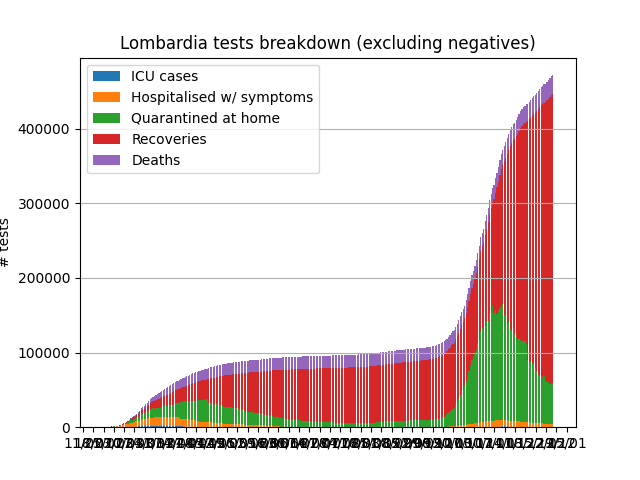 Lombardia tests breakdown (excluding negatives)
ICU cases
Hospitalised w/ symptoms
Quarantined at home
Recoveries
Deaths
400000
300000
200000
100000
0
# tests